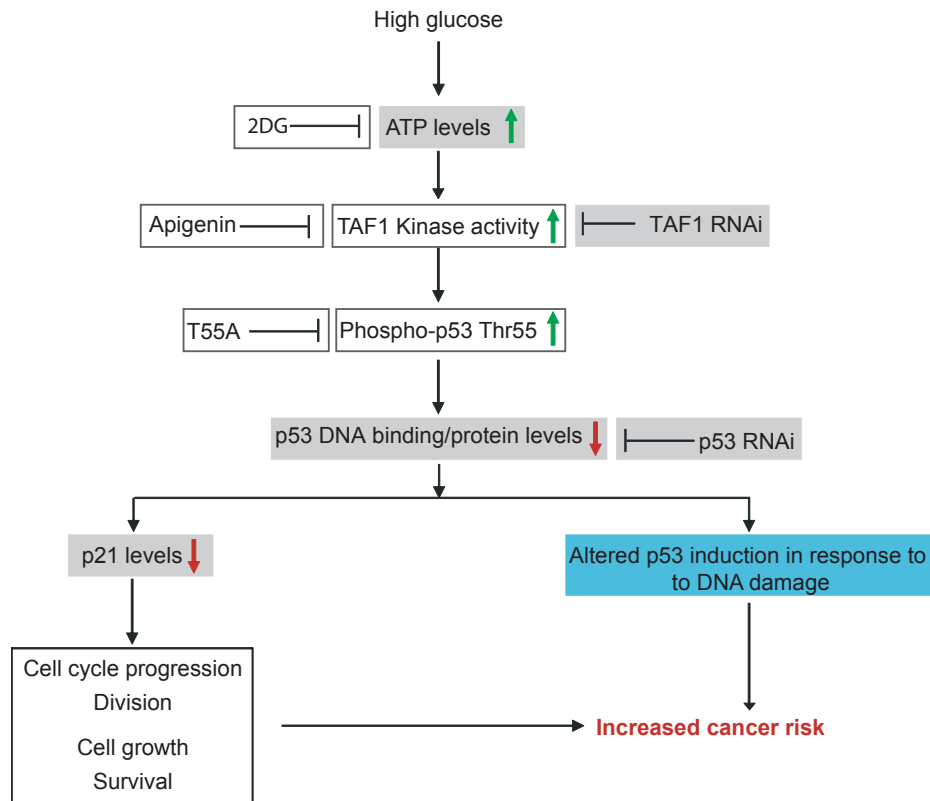 High glucose
2DG
ATP levels
Apigenin
TAF1 Kinase activity
TAF1 RNAi
T55A
Phospho-p53 Thr55
p53 DNA binding/protein levels
p53 RNAi
p21 levels
Altered p53 induction in response to
to DNA damage
Cell cycle progression
Division
Cell growth
Survival
Increased cancer risk